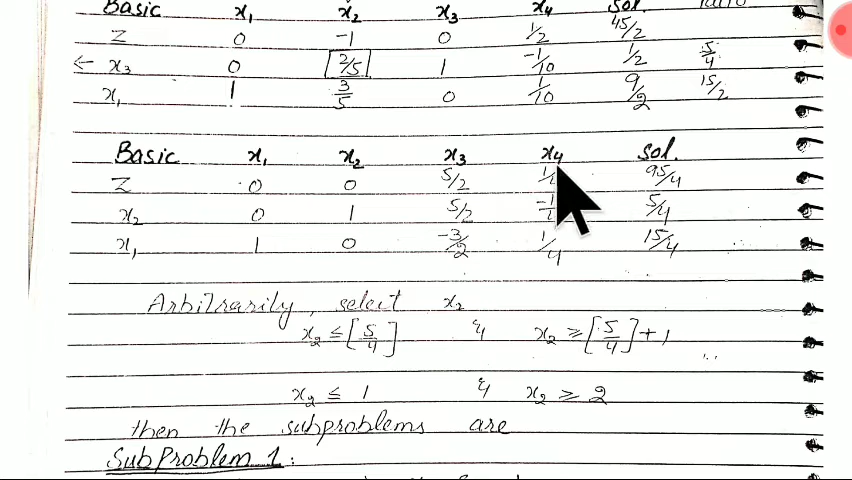 Basic x₁ x₂ x₃ x₄ Sol. ratio
Z 0 -1 0 1/2 45/2
← x₃ 0 2/5 1 -1/10 1/2 5/4
x₁ 1 3/5 0 1/10 9/2 15/2
Basic x₁ x₂ x₃ x₄ Sol.
Z 0 0 5/2 95/4
x₂ 0 1 5/2 5/4
x₁ 1 0 -3/2 1/4 15/4
Arbitrarily, select x₂
x₂ ≤ [5/4] & x₂ ≥ [5/4] + 1
x₂ ≤ 1 & x₂ ≥ 2
then the subproblems are
SubProblem 1: